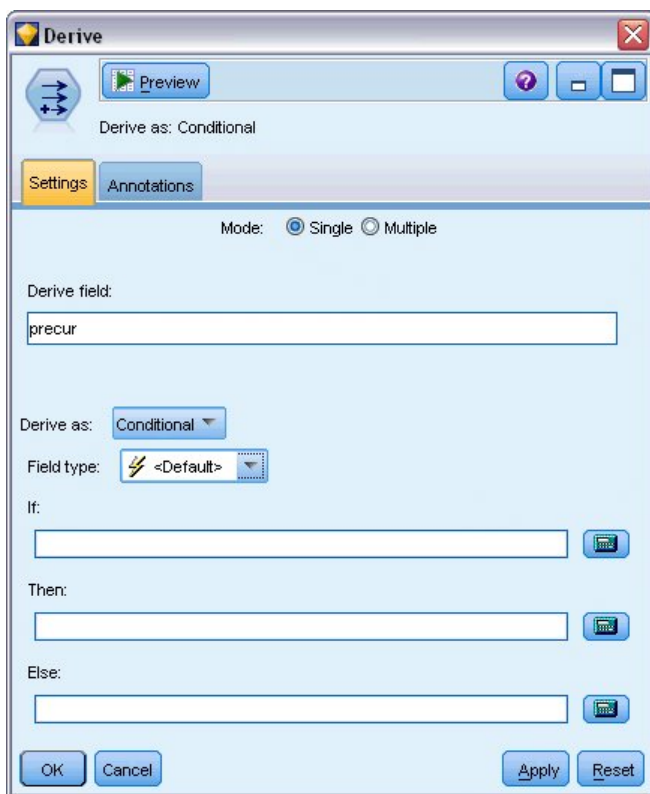 Derive
Preview
Derive as: Conditional
Settings Annotations
Mode: Single Multiple
Derive field:
precur
Derive as: Conditional
Field type: <Default>
If:
Then:
Else:
OK Cancel Apply Reset